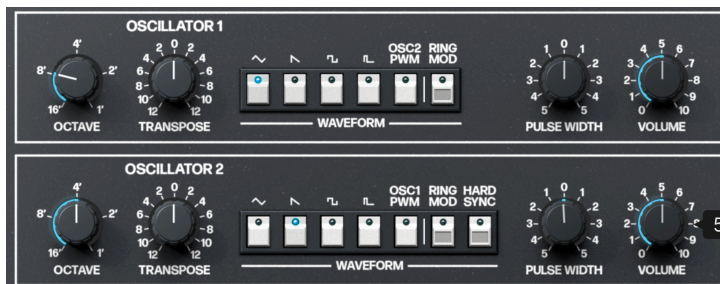 OSCILLATOR 1
4'
8' 2'
16' 1'
OCTAVE
2 0 2
4 4
6 6
8 8
10 10
12 12
TRANSPOSE
OSC2 PWM
RING MOD
WAVEFORM
1 0 1
2 2
3 3
4 4
5 5
PULSE WIDTH
4 5 6
3 7
2 8
1 9
0 10
VOLUME
OSCILLATOR 2
4'
8' 2'
16' 1'
OCTAVE
2 0 2
4 4
6 6
8 8
10 10
12 12
TRANSPOSE
OSC1 PWM
RING MOD
HARD SYNC
WAVEFORM
1 0 1
2 2
3 3
4 4
5 5
PULSE WIDTH
4 5 6
3 7
2
1 9
0 10
VOLUME